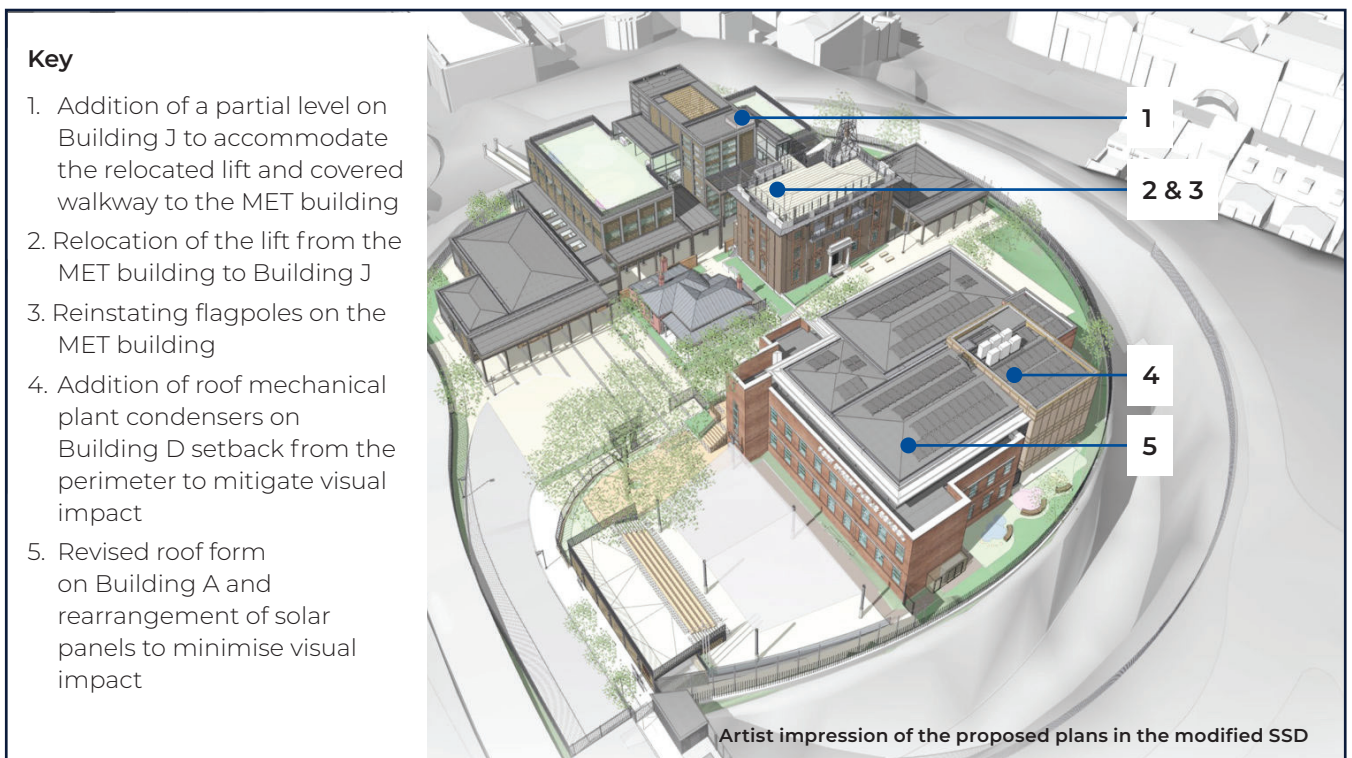 Key
1. Addition of a partial level on
Building J to accommodate
the relocated lift and covered
walkway to the MET building
2. Relocation of the lift from the
MET building to Building J
3. Reinstating flagpoles on the
MET building
4. Addition of roof mechanical
plant condensers on
Building D setback from the
perimeter to mitigate visual
impact
5. Revised roof form
on Building A and
rearrangement of solar
panels to minimise visual
impact
1
2 & 3
4
5
Artist impression of the proposed plans in the modified SSD